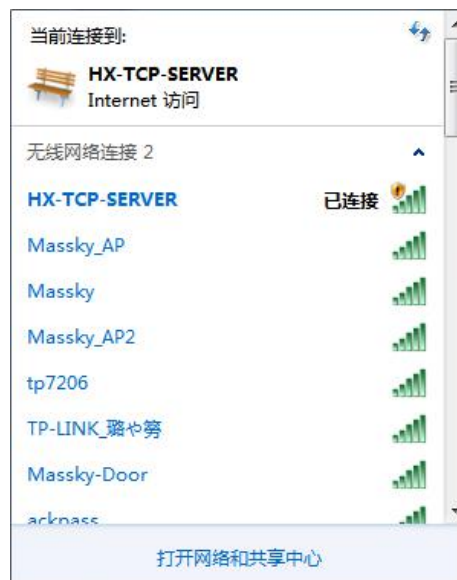 当前连接到:
HX-TCP-SERVER
Internet 访问
无线网络连接 2
HX-TCP-SERVER 已连接
Massky_AP
Massky
Massky_AP2
tp7206
TP-LINK_璐や簩
Massky-Door
ackpass
打开网络和共享中心